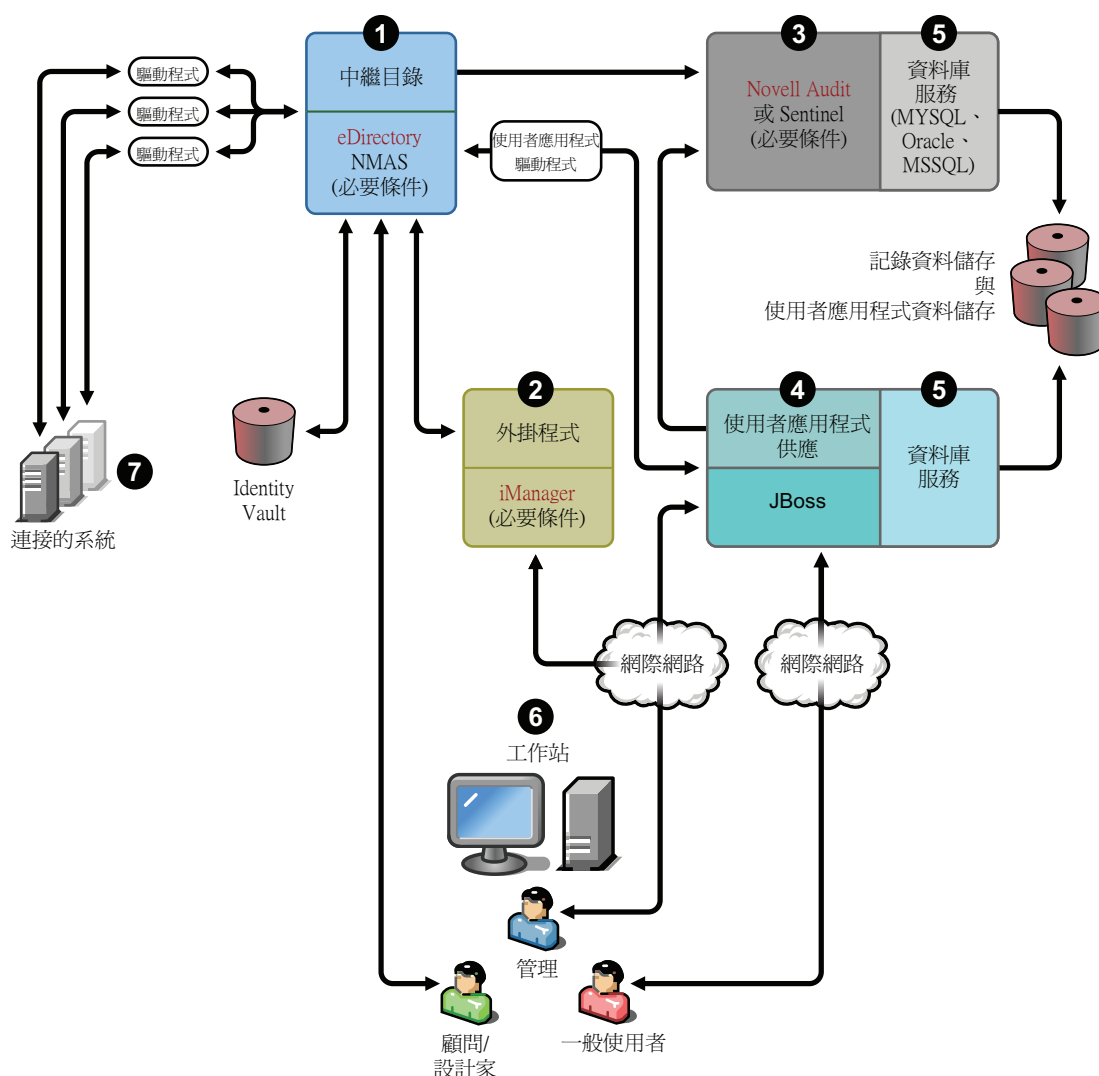 1
中繼目錄
eDirectory
NMAS
(必要條件)
驅動程式
驅動程式
驅動程式
使用者應用程式
驅動程式
3
Novell Audit
或 Sentinel
(必要條件)
5
資料庫
服務
(MYSQL、
Oracle、
MSSQL)
記錄資料儲存
與
使用者應用程式資料儲存
2
外掛程式
iManager
(必要條件)
4
使用者應用程式
供應
JBoss
5
資料庫
服務
7
連接的系統
Identity
Vault
網際網路
網際網路
6
工作站
管理
顧問/
設計家
一般使用者